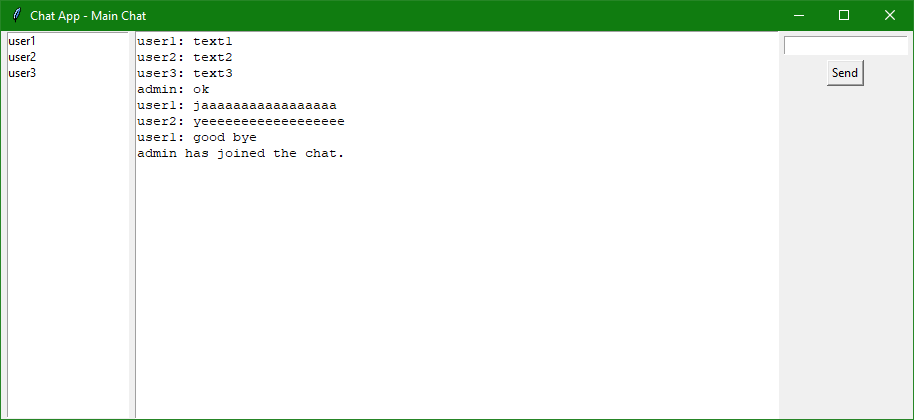 Chat App - Main Chat
user1
user2
user3
user1: text1
user2: text2
user3: text3
admin: ok
user1: jaaaaaaaaaaaaaaaaa
user2: yeeeeeeeeeeeeeeeeee
user1: good bye
admin has joined the chat.
Send